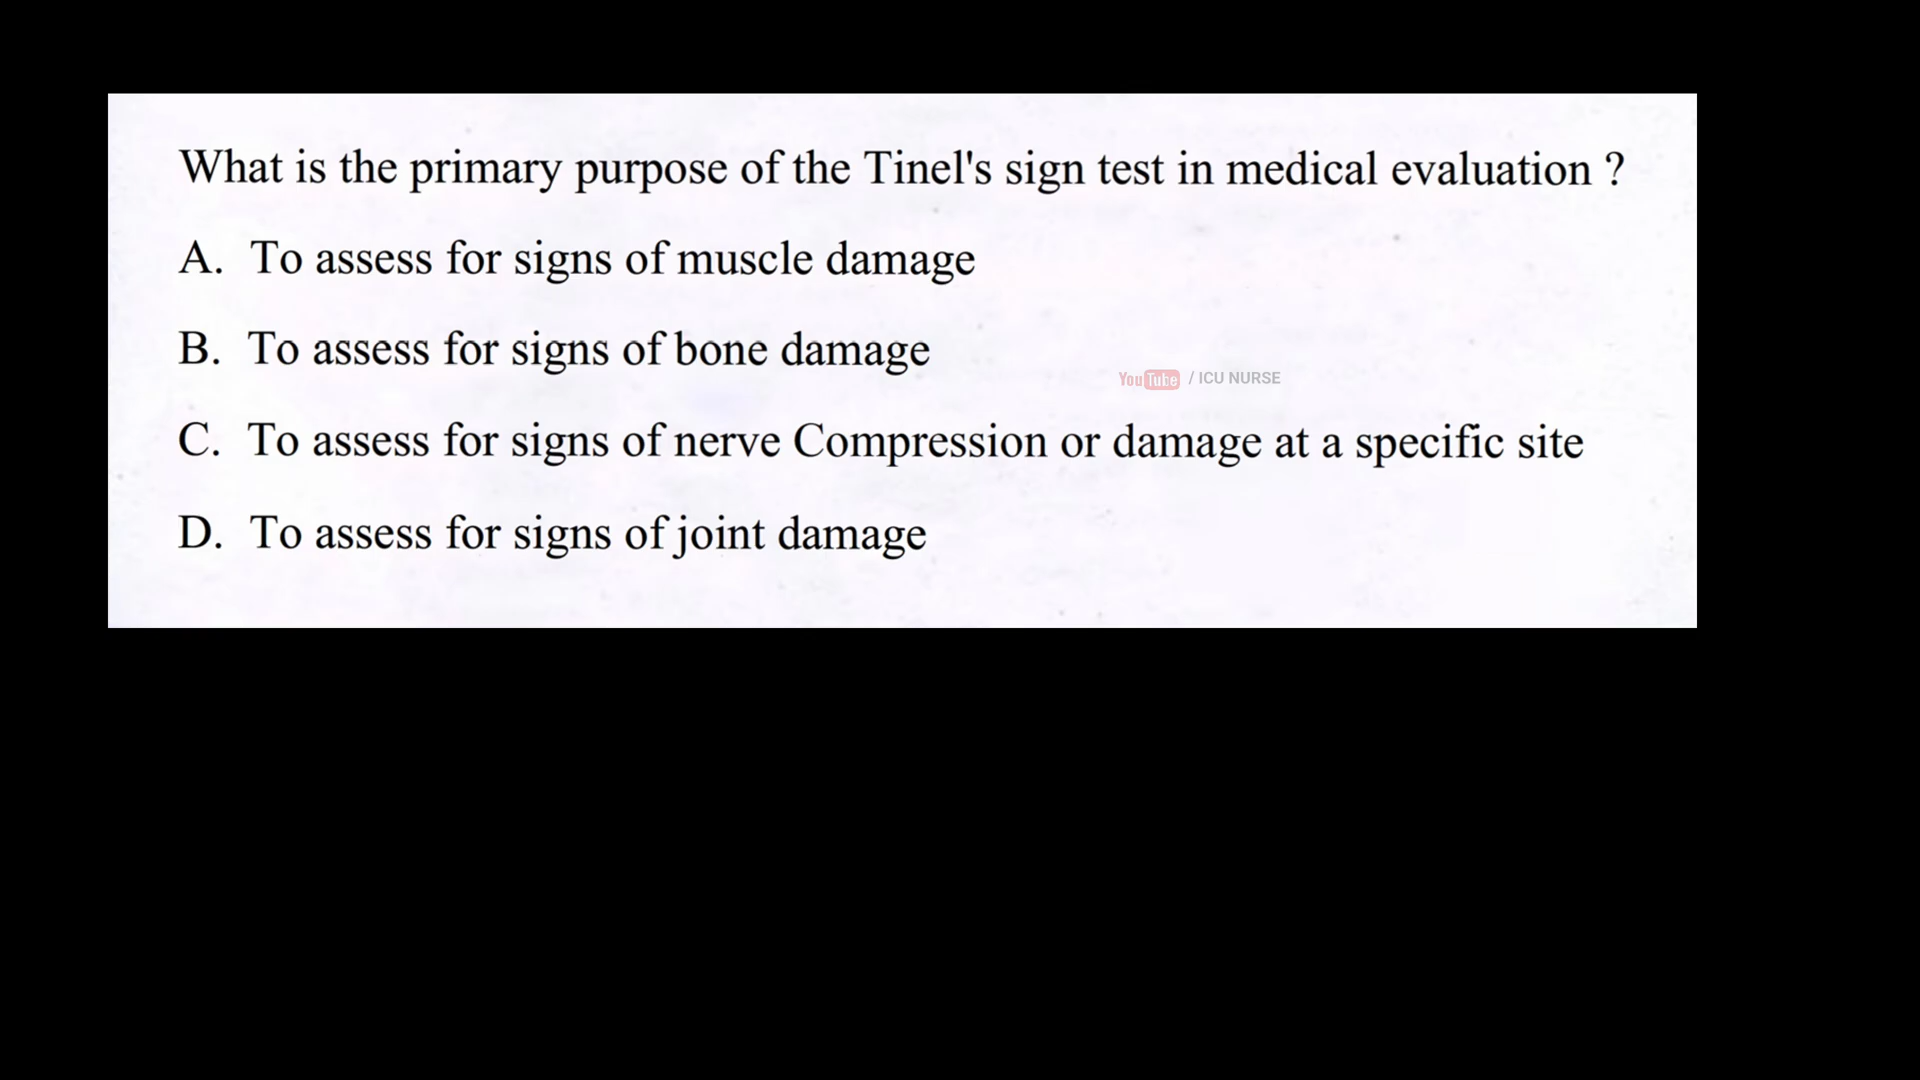 What is the primary purpose of the Tinel's sign test in medical evaluation ?
A. To assess for signs of muscle damage
B. To assess for signs of bone damage
YouTube / ICU NURSE
C. To assess for signs of nerve Compression or damage at a specific site
D. To assess for signs of joint damage